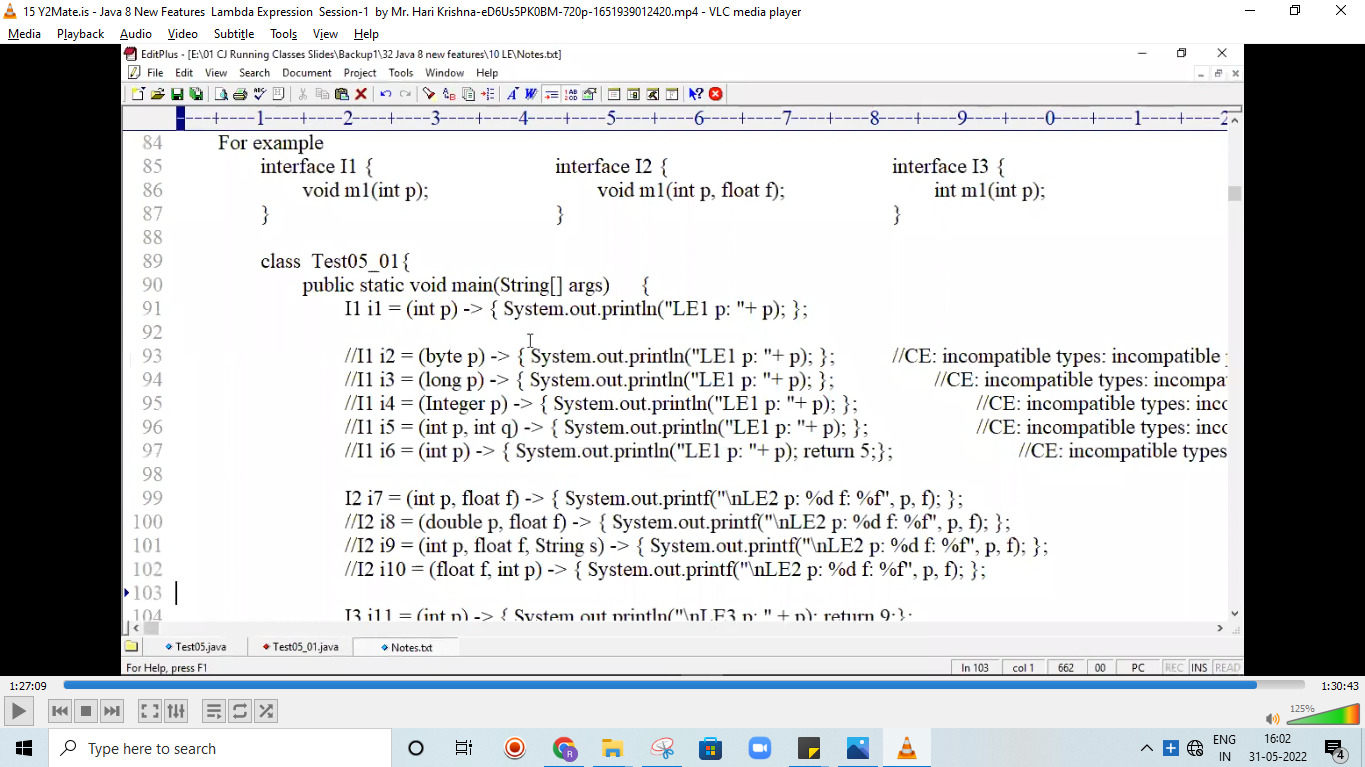 15 Y2Mate.is - Java 8 New Features Lambda Expression Session-1 by Mr. Hari Krishna-eD6Us5PK0BM-720p-1651939012420.mp4 - VLC media player
Media Playback Audio Video Subtitle Tools View Help
EditPlus - [E:\01 CJ Running Classes Slides\Backup1\32 Java 8 new features\10 LE\Notes.txt]
File Edit View Search Document Project Tools Window Help
----+----1----+----2----+----3----+----4----+----5----+----6----+----7----+----8----+----9----+----0----+----1----+----2
84 For example
85 interface I1 { interface I2 { interface I3 {
86 void m1(int p); void m1(int p, float f); int m1(int p);
87 } } }
88
89 class Test05_01{
90 public static void main(String[] args) {
91 I1 i1 = (int p) -> { System.out.println("LE1 p: "+ p); };
92
93 //I1 i2 = (byte p) -> { System.out.println("LE1 p: "+ p); }; //CE: incompatible types: incompatible
94 //I1 i3 = (long p) -> { System.out.println("LE1 p: "+ p); }; //CE: incompatible types: incompa
95 //I1 i4 = (Integer p) -> { System.out.println("LE1 p: "+ p); }; //CE: incompatible types: inc
96 //I1 i5 = (int p, int q) -> { System.out.println("LE1 p: "+ p); }; //CE: incompatible types: inc
97 //I1 i6 = (int p) -> { System.out.println("LE1 p: "+ p); return 5;}; //CE: incompatible types
98
99 I2 i7 = (int p, float f) -> { System.out.printf("\nLE2 p: %d f: %f", p, f); };
100 //I2 i8 = (double p, float f) -> { System.out.printf("\nLE2 p: %d f: %f", p, f); };
101 //I2 i9 = (int p, float f, String s) -> { System.out.printf("\nLE2 p: %d f: %f", p, f); };
102 //I2 i10 = (float f, int p) -> { System.out.printf("\nLE2 p: %d f: %f", p, f); };
103
104 I3 i11 = (int p) -> { System.out.println("\nLE3 p: " + p); return 9;};
Test05.java Test05_01.java Notes.txt
For Help, press F1 ln 103 col 1 662 00 PC REC INS READ
1:27:09 1:30:43
125%
Type here to search
ENG 16:02
IN 31-05-2022 4